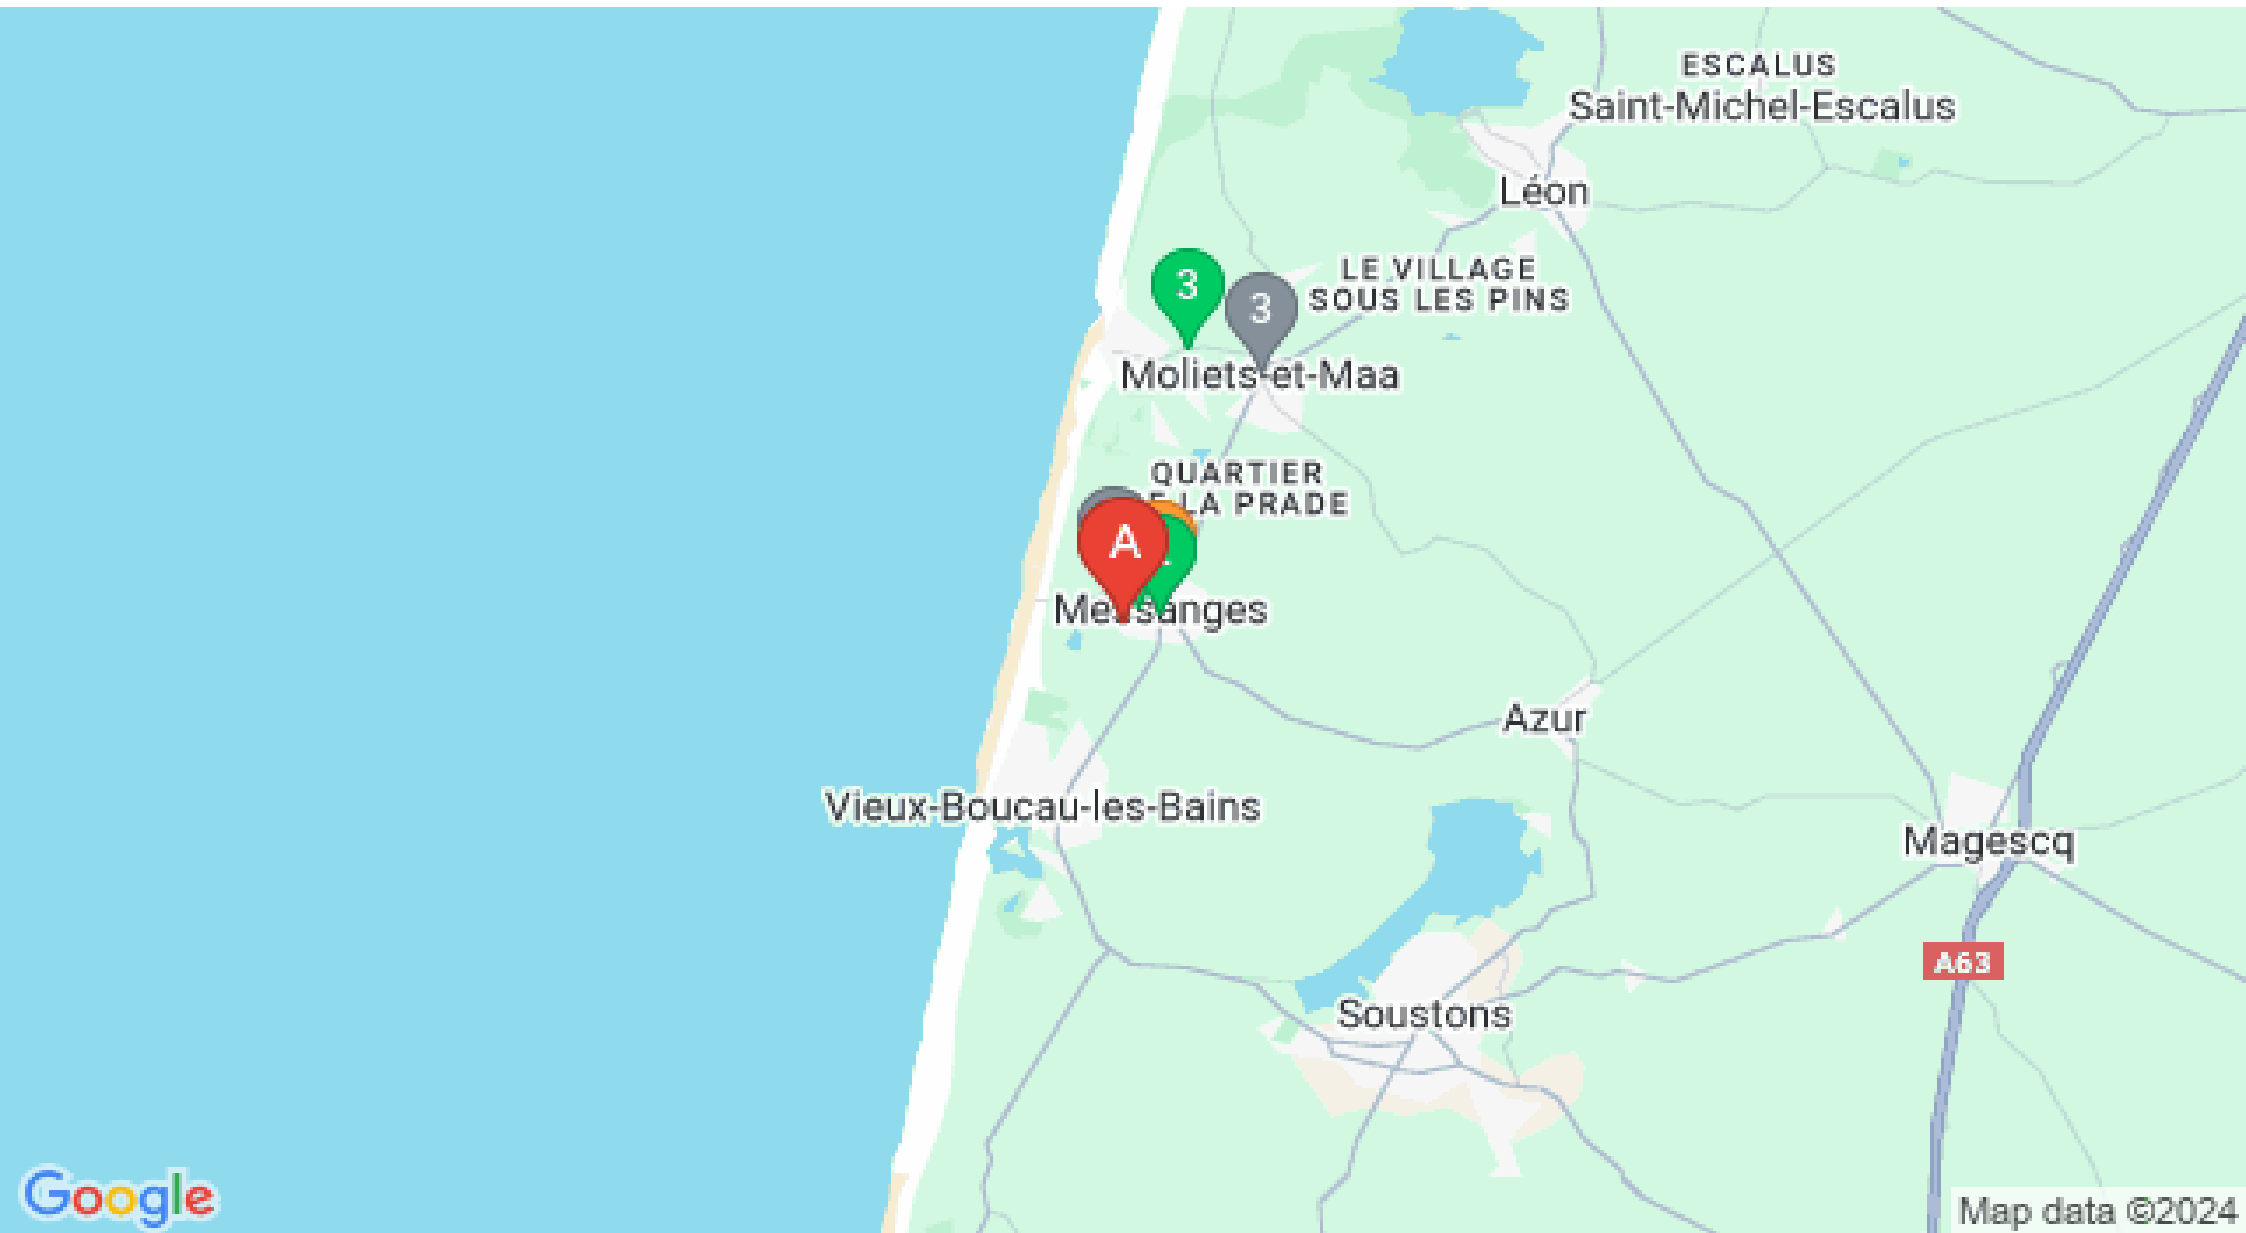 ESCALUS
Saint-Michel-Escalus
Léon
LE VILLAGE
SOUS LES PINS
3
3
Moliets-et-Maa
QUARTIER
LA PRADE
A
Messanges
Azur
Vieux-Boucau-les-Bains
Magescq
A63
Soustons
Google
Map data ©2024